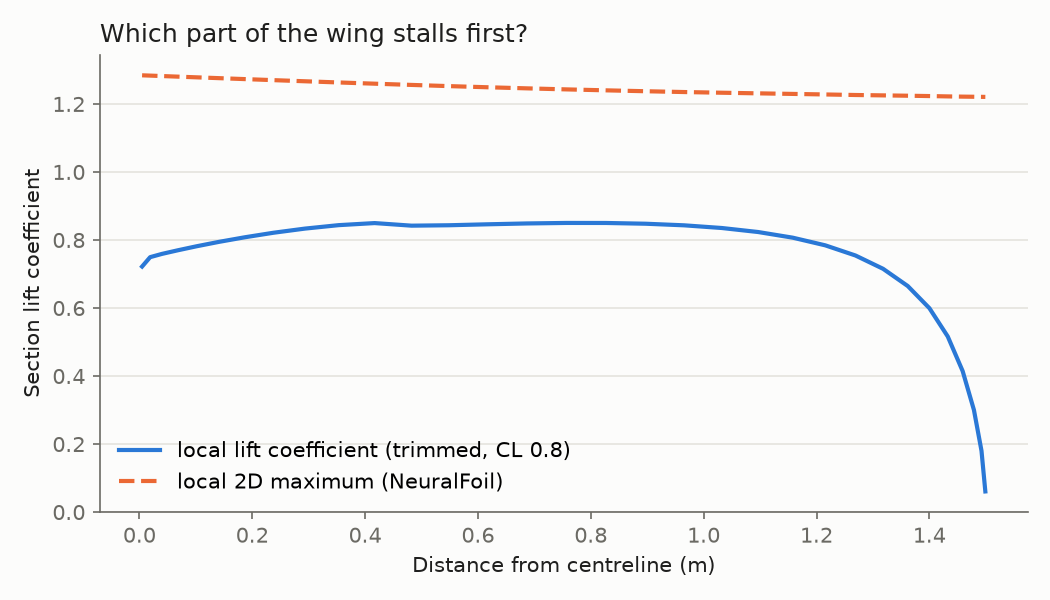 Which part of the wing stalls first?
Section lift coefficient
1.2
1.0
0.8
0.6
0.4
0.2
0.0
local lift coefficient (trimmed, CL 0.8)
local 2D maximum (NeuralFoil)
0.0 0.2 0.4 0.6 0.8 1.0 1.2 1.4
Distance from centreline (m)